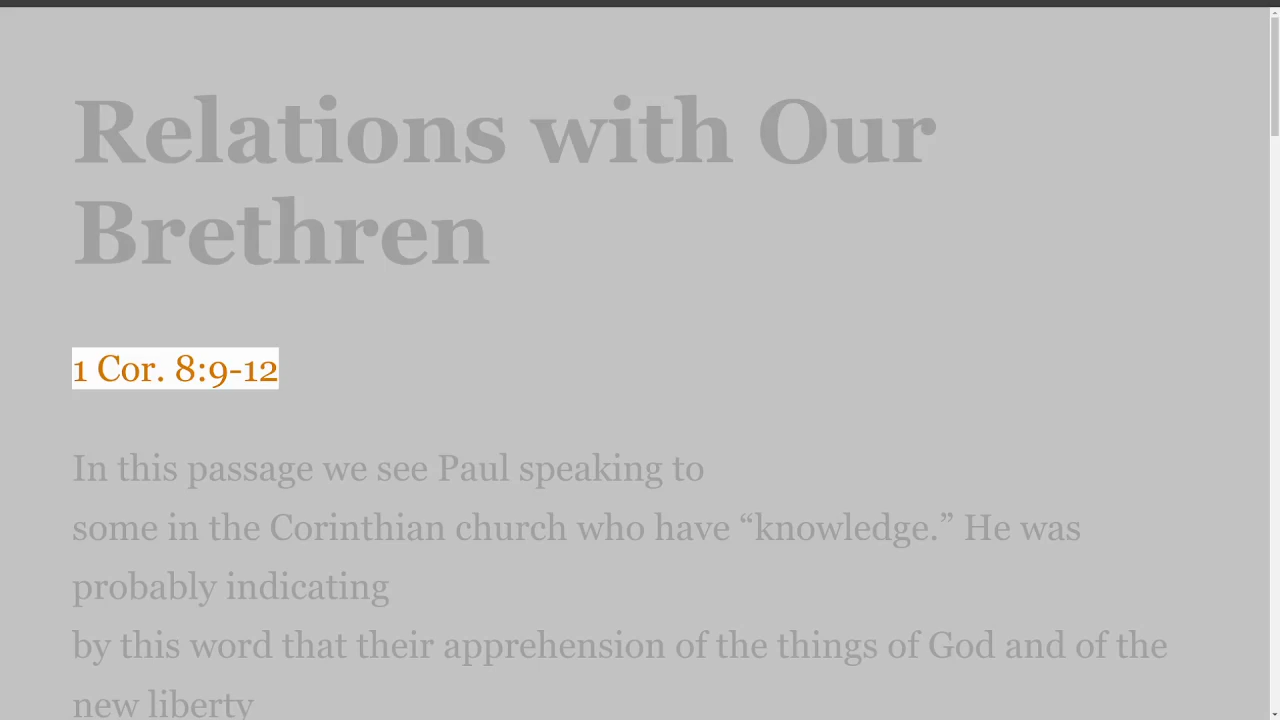 Relations with Our
Brethren
1 Cor. 8:9-12
In this passage we see Paul speaking to
some in the Corinthian church who have “knowledge.” He was
probably indicating
by this word that their apprehension of the things of God and of the
new liberty